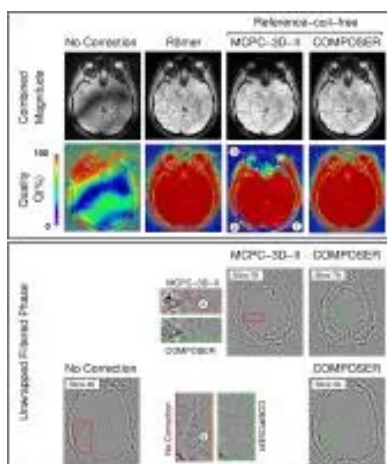 Reference-coil-free
No Correction Römer MCPC-3D-II COMPOSER
Combined Magnitude
Quality Q(%)
100
0
MCPC-3D-II COMPOSER
Unwrapped Filtered Phase
MCPC-3D-II
COMPOSER
No Correction COMPOSER
No Correction
COMPOSER